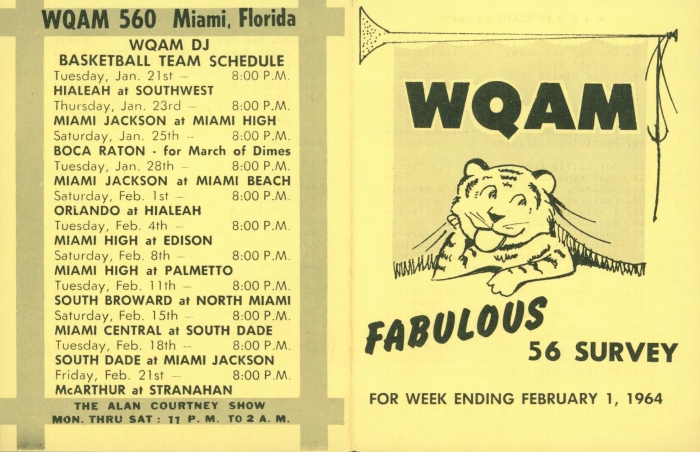 WQAM 560 Miami, Florida
WQAM DJ
BASKETBALL TEAM SCHEDULE
Tuesday, Jan. 21st — 8:00 P.M.
HIALEAH at SOUTHWEST
Thursday, Jan. 23rd — 8:00 P.M.
MIAMI JACKSON at MIAMI HIGH
Saturday, Jan. 25th — 8:00 P.M.
BOCA RATON - for March of Dimes
Tuesday, Jan. 28th — 8:00 P.M.
MIAMI JACKSON at MIAMI BEACH
Saturday, Feb. 1st — 8:00 P.M.
ORLANDO at HIALEAH
Tuesday, Feb. 4th — 8:00 P.M.
MIAMI HIGH at EDISON
Saturday, Feb. 8th — 8:00 P.M.
MIAMI HIGH at PALMETTO
Tuesday, Feb. 11th — 8:00 P.M.
SOUTH BROWARD at NORTH MIAMI
Saturday, Feb. 15th — 8:00 P.M.
MIAMI CENTRAL at SOUTH DADE
Tuesday, Feb. 18th — 8:00 P.M.
SOUTH DADE at MIAMI JACKSON
Friday, Feb. 21st — 8:00 P.M.
McARTHUR at STRANAHAN
THE ALAN COURTNEY SHOW
MON. THRU SAT : 11 P. M. TO 2 A. M.
WQAM
FABULOUS
56 SURVEY
FOR WEEK ENDING FEBRUARY 1, 1964